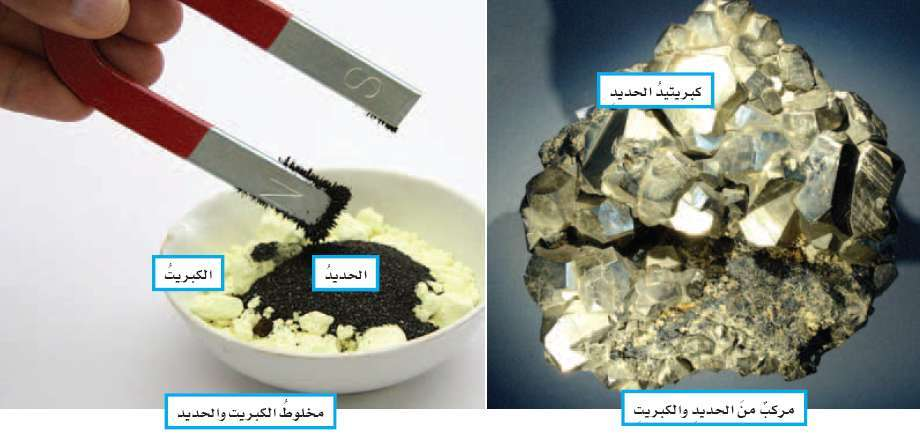 كبريتيدُ الحديدِ
S
N
الحديدُ
الكبريتُ
مركبّ منَ الحديدِ والكبريتِ
مخلوطُ الكبريت والحديد